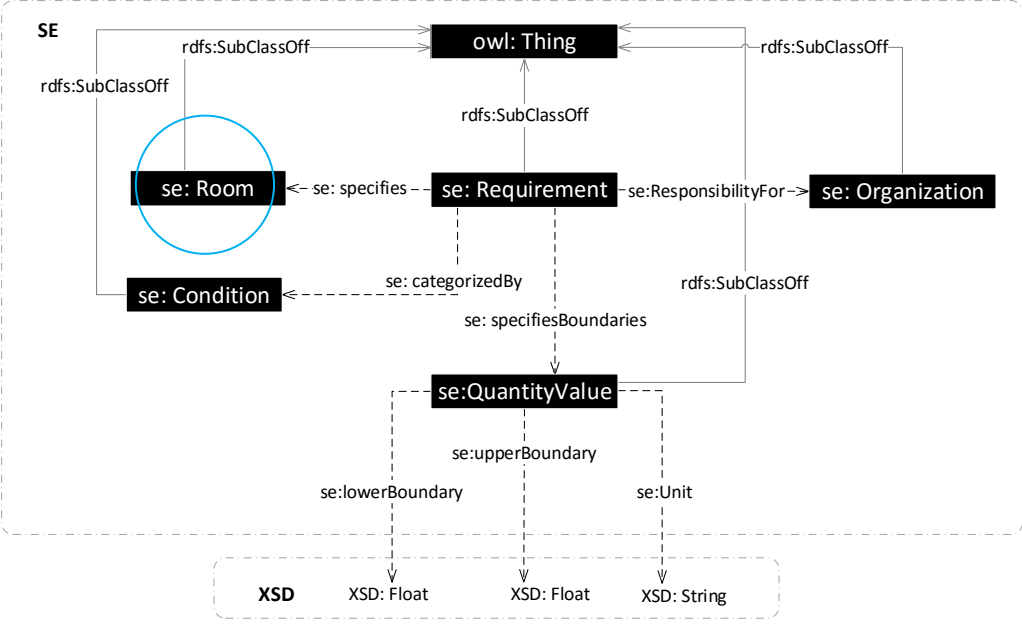 SE
owl: Thing
rdfs:SubClassOff
rdfs:SubClassOff
rdfs:SubClassOff
rdfs:SubClassOff
se: Room
se: specifies
se: Requirement
se:ResponsibilityFor
se: Organization
se: Condition
se: categorizedBy
rdfs:SubClassOff
se: specifiesBoundaries
se:QuantityValue
se:upperBoundary
se:lowerBoundary
se:Unit
XSD
XSD: Float
XSD: Float
XSD: String